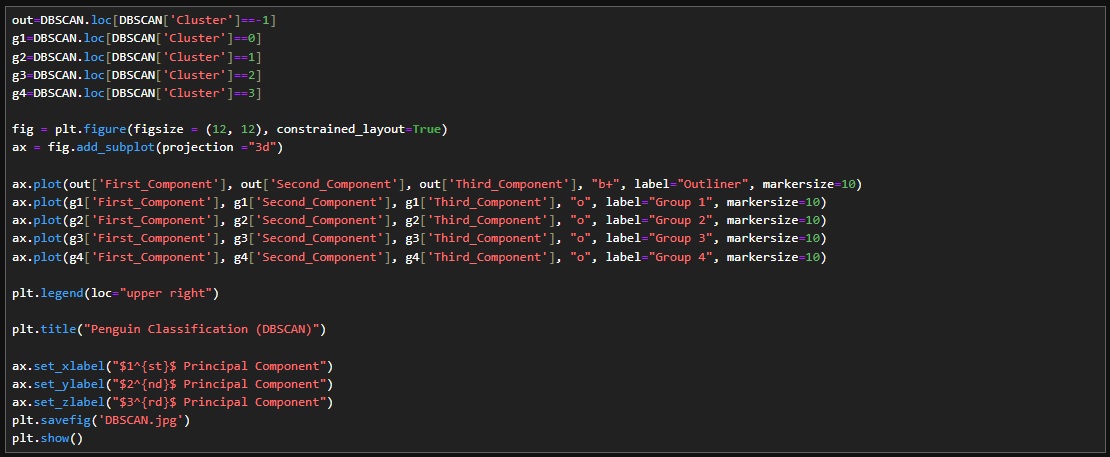 out=DBSCAN.loc[DBSCAN['Cluster']==-1]
g1=DBSCAN.loc[DBSCAN['Cluster']==0]
g2=DBSCAN.loc[DBSCAN['Cluster']==1]
g3=DBSCAN.loc[DBSCAN['Cluster']==2]
g4=DBSCAN.loc[DBSCAN['Cluster']==3]

fig = plt.figure(figsize = (12, 12), constrained_layout=True)
ax = fig.add_subplot(projection ="3d")

ax.plot(out['First_Component'], out['Second_Component'], out['Third_Component'], "b+", label="Outliner", markersize=10)
ax.plot(g1['First_Component'], g1['Second_Component'], g1['Third_Component'], "o", label="Group 1", markersize=10)
ax.plot(g2['First_Component'], g2['Second_Component'], g2['Third_Component'], "o", label="Group 2", markersize=10)
ax.plot(g3['First_Component'], g3['Second_Component'], g3['Third_Component'], "o", label="Group 3", markersize=10)
ax.plot(g4['First_Component'], g4['Second_Component'], g4['Third_Component'], "o", label="Group 4", markersize=10)

plt.legend(loc="upper right")

plt.title("Penguin Classification (DBSCAN)")

ax.set_xlabel("$1^{st}$ Principal Component")
ax.set_ylabel("$2^{nd}$ Principal Component")
ax.set_zlabel("$3^{rd}$ Principal Component")
plt.savefig('DBSCAN.jpg')
plt.show()